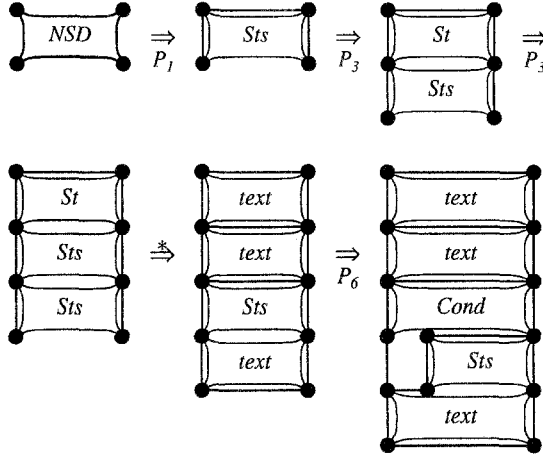 NSD ⇒ Sts ⇒ St ⇒
P₁ P₃ Sts P₃
St text text
Sts *⇒ text ⇒ text
Sts Sts P₆ Cond
text Sts
text